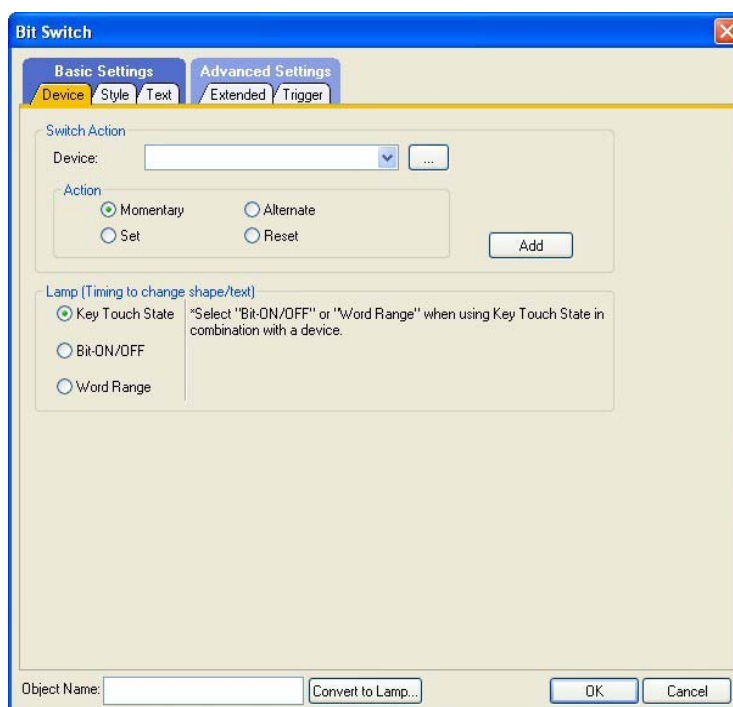 Bit Switch
Basic Settings Advanced Settings
Device Style Text Extended Trigger
Switch Action
Device: ...
Action
Momentary Alternate
Set Reset
Add
Lamp (Timing to change shape/text)
Key Touch State *Select "Bit-ON/OFF" or "Word Range" when using Key Touch State in
combination with a device.
Bit-ON/OFF
Word Range
Object Name: Convert to Lamp... OK Cancel